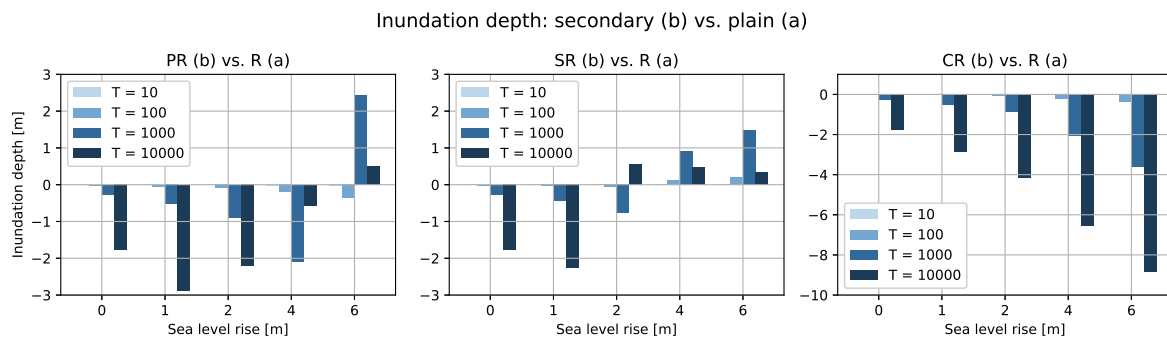 Inundation depth: secondary (b) vs. plain (a)
PR (b) vs. R (a)
Inundation depth [m]
3
2
1
0
−1
−2
−3
T = 10
T = 100
T = 1000
T = 10000
0 1 2 4 6
Sea level rise [m]
SR (b) vs. R (a)
3
2
1
0
−1
−2
−3
T = 10
T = 100
T = 1000
T = 10000
0 1 2 4 6
Sea level rise [m]
CR (b) vs. R (a)
0
−2
−4
−6
−8
−10
T = 10
T = 100
T = 1000
T = 10000
0 1 2 4 6
Sea level rise [m]